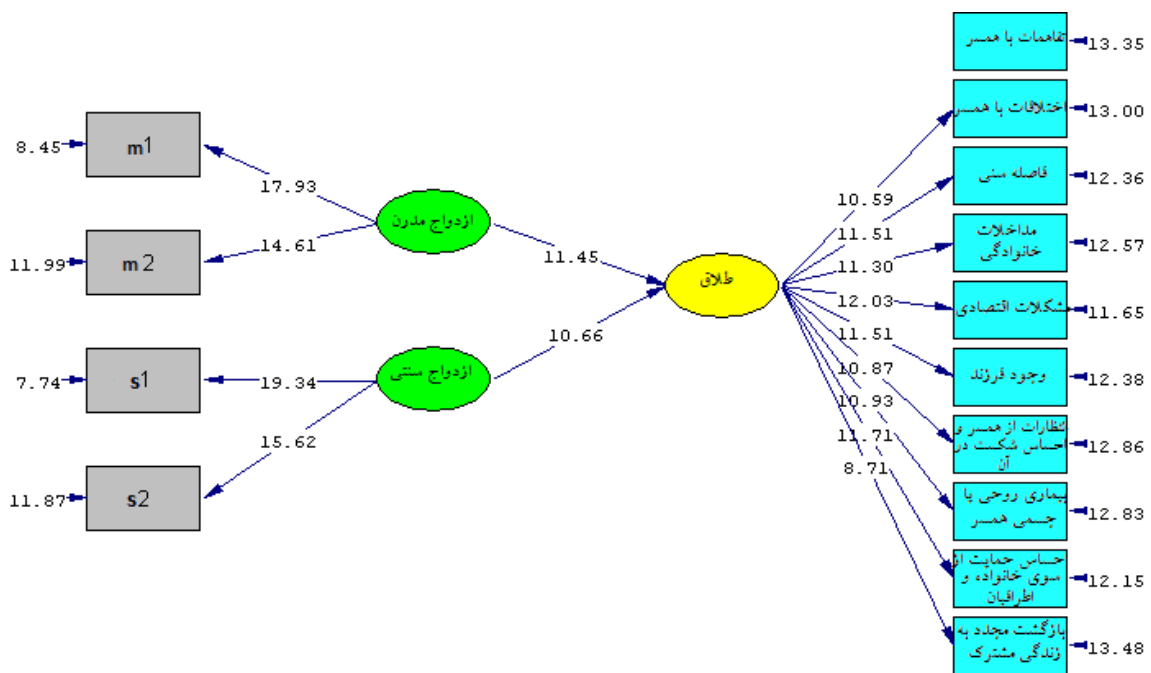 تفاهمات با همسر
13.35
اختلافات با همسر
13.00
فاصله سنی
12.36
مداخلات
خانوادگی
12.57
مشکلات اقتصادی
11.65
وجود فرزند
12.38
نتظارات از همسر و
احساس شکست در
آن
12.86
بیماری روحی یا
جسمی همسر
12.83
حساس حمایت از
سوی خانواده و
اطرافیان
12.15
بازگشت مجدد به
زندگی مشترک
13.48
10.59
11.51
11.30
12.03
11.51
10.87
10.93
11.71
8.71
طلاق
11.45
10.66
ازدواج مدرن
ازدواج سنتی
17.93
14.61
19.34
15.62
8.45
m1
11.99
m2
7.74
s1
11.87
s2